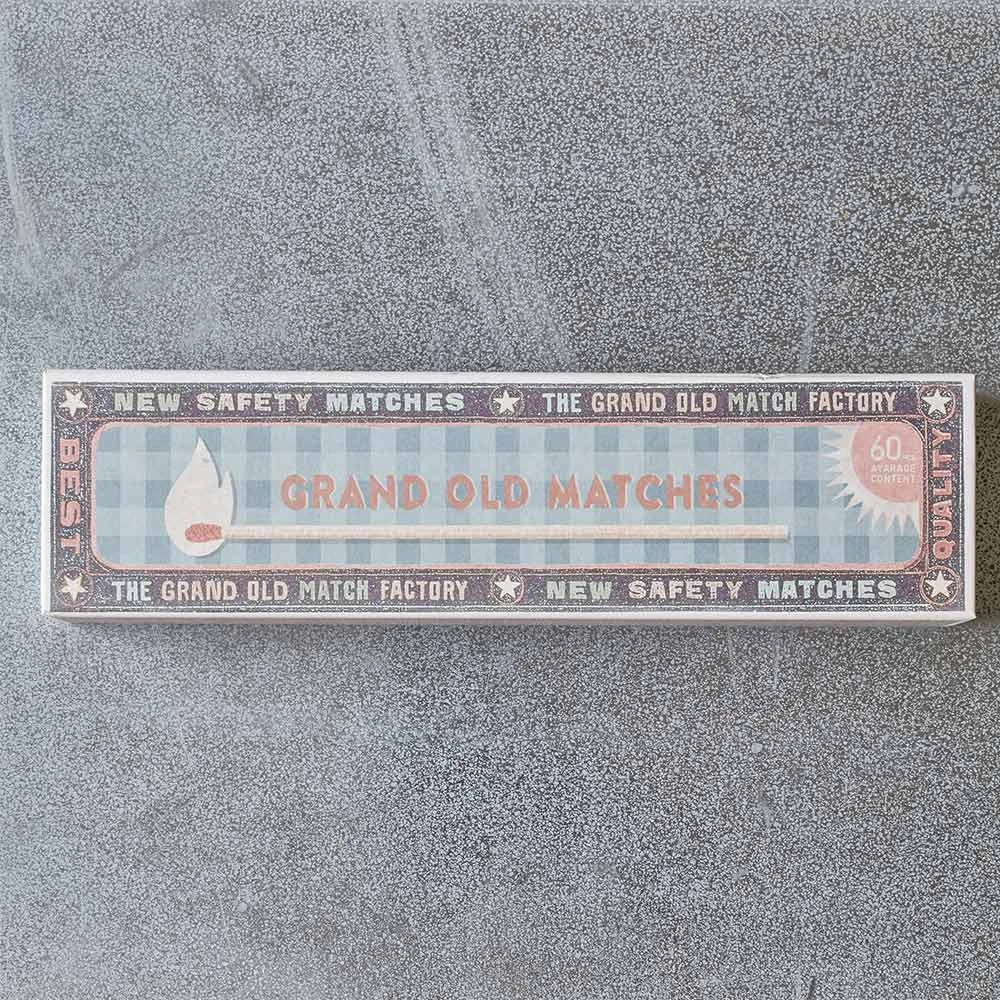 NEW SAFETY MATCHES
THE GRAND OLD MATCH FACTORY
BEST
GRAND OLD MATCHES
60 PCS.
AVARAGE
CONTENT
QUALITY
THE GRAND OLD MATCH FACTORY
NEW SAFETY MATCHES